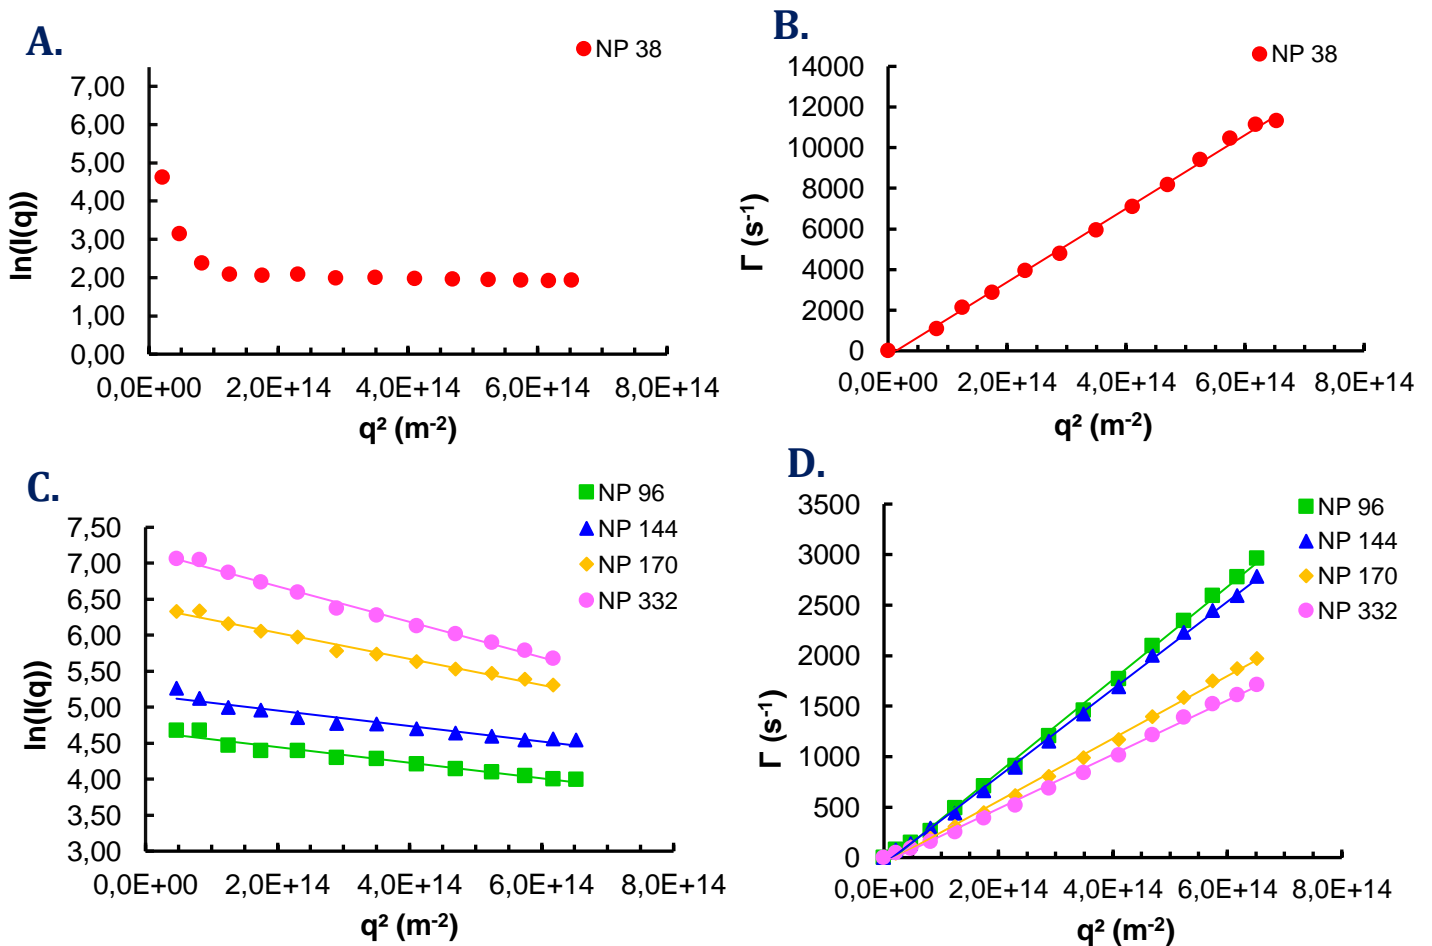 A.
NP 38
7,00
6,00
5,00
4,00
3,00
2,00
1,00
0,00
ln(I(q))
0,0E+00 2,0E+14 4,0E+14 6,0E+14 8,0E+14
q² (m-2)
B.
NP 38
14000
12000
10000
8000
6000
4000
2000
0
Γ (s-1)
0,0E+00 2,0E+14 4,0E+14 6,0E+14 8,0E+14
q² (m-2)
C.
NP 96
NP 144
NP 170
NP 332
7,50
7,00
6,50
6,00
5,50
5,00
4,50
4,00
3,50
3,00
ln(I(q))
0,0E+00 2,0E+14 4,0E+14 6,0E+14 8,0E+14
q² (m-2)
D.
NP 96
NP 144
NP 170
NP 332
3500
3000
2500
2000
1500
1000
500
0
Γ (s-1)
0,0E+00 2,0E+14 4,0E+14 6,0E+14 8,0E+14
q² (m-2)